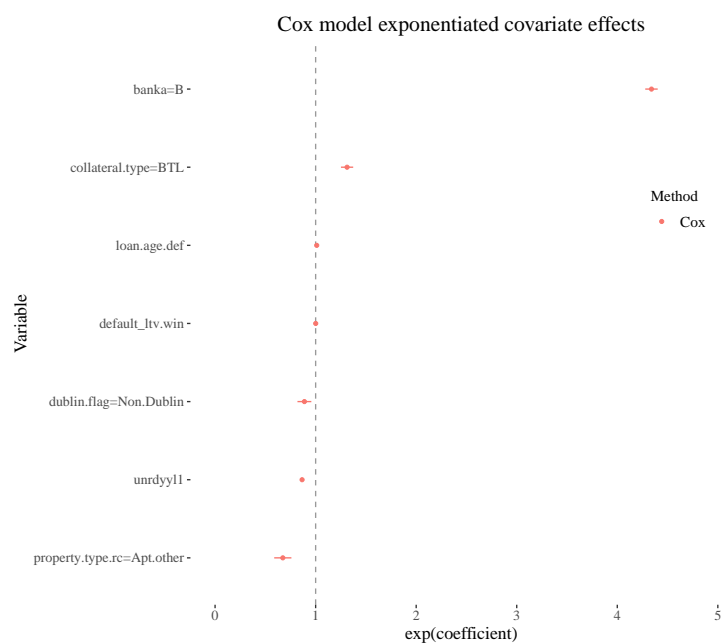 Cox model exponentiated covariate effects
banka=B
collateral.type=BTL
loan.age.def
default_ltv.win
dublin.flag=Non.Dublin
unrdyyl1
property.type.rc=Apt.other
Variable
Method
Cox
0 1 2 3 4 5
exp(coefficient)